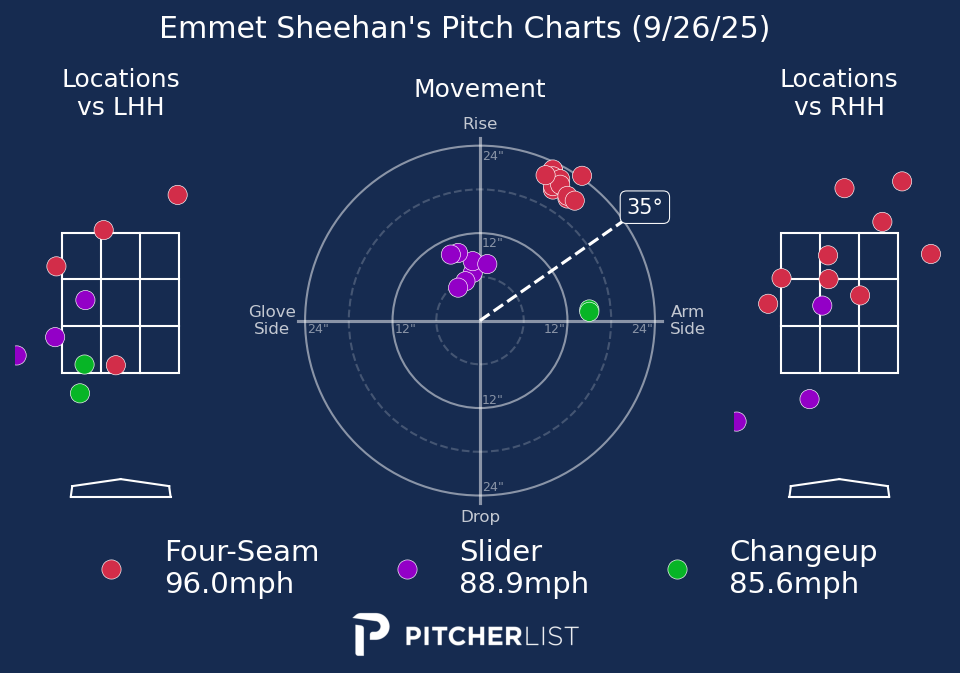 Emmet Sheehan's Pitch Charts (9/26/25)
Locations
vs LHH
Movement
Locations
vs RHH
Rise
24"
35°
12"
Glove
Side
24"
12"
12"
24"
Arm
Side
12"
24"
Drop
Four-Seam
96.0mph
Slider
88.9mph
Changeup
85.6mph
PITCHERLIST